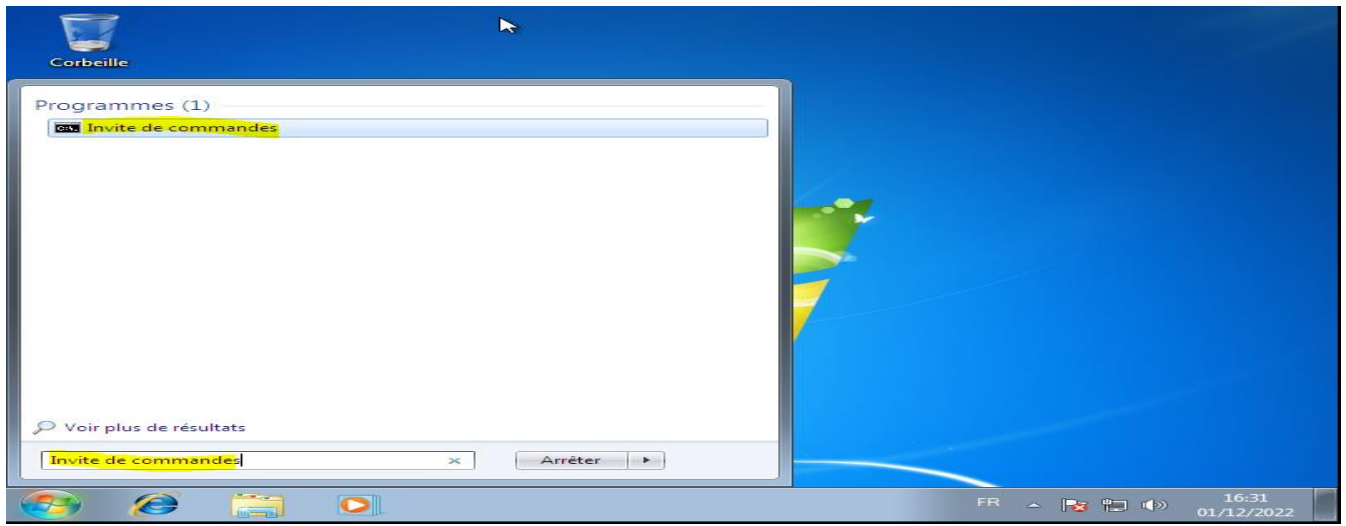 Corbeille
Programmes (1)
Invite de commandes
Voir plus de résultats
Invite de commandes
Arrêter
FR
16:31
01/12/2022